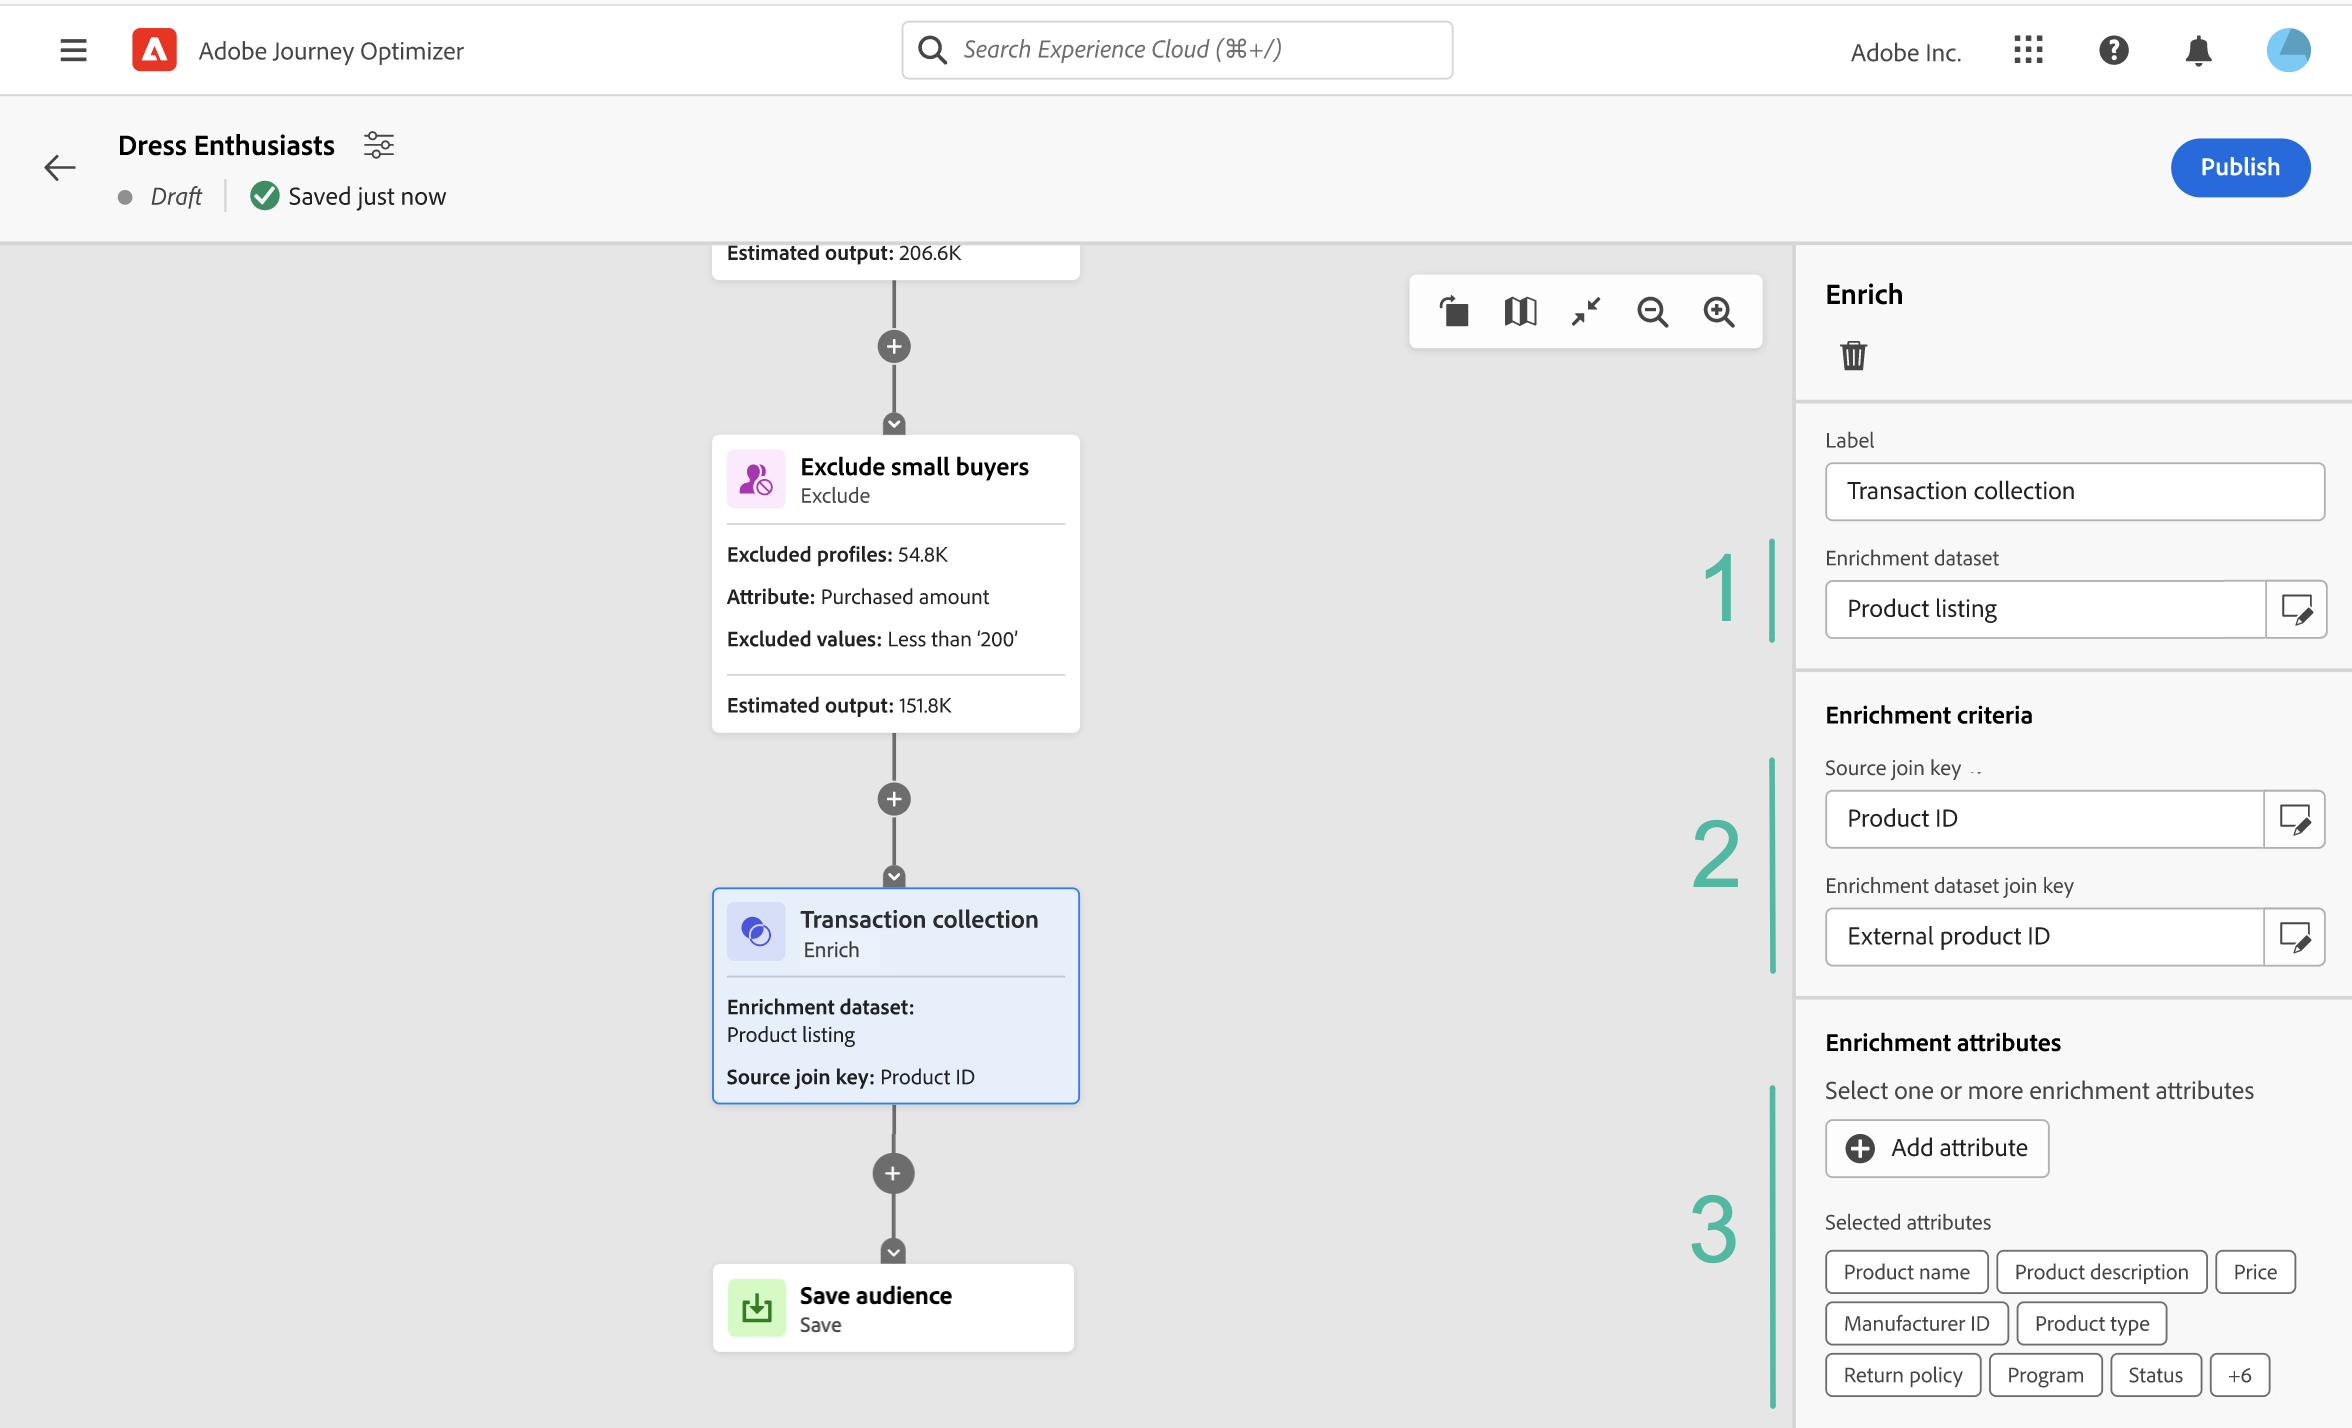 Adobe Journey Optimizer
Search Experience Cloud (⌘+/)
Adobe Inc.
Dress Enthusiasts
Draft
Saved just now
Publish
Estimated output: 206.6K
Exclude small buyers
Exclude
Excluded profiles: 54.8K
Attribute: Purchased amount
Excluded values: Less than ‘200’
Estimated output: 151.8K
Transaction collection
Enrich
Enrichment dataset:
Product listing
Source join key: Product ID
Save audience
Save
1
2
3
Enrich
Label
Transaction collection
Enrichment dataset
Product listing
Enrichment criteria
Source join key
Product ID
Enrichment dataset join key
External product ID
Enrichment attributes
Select one or more enrichment attributes
Add attribute
Selected attributes
Product name Product description Price
Manufacturer ID Product type
Return policy Program Status +6